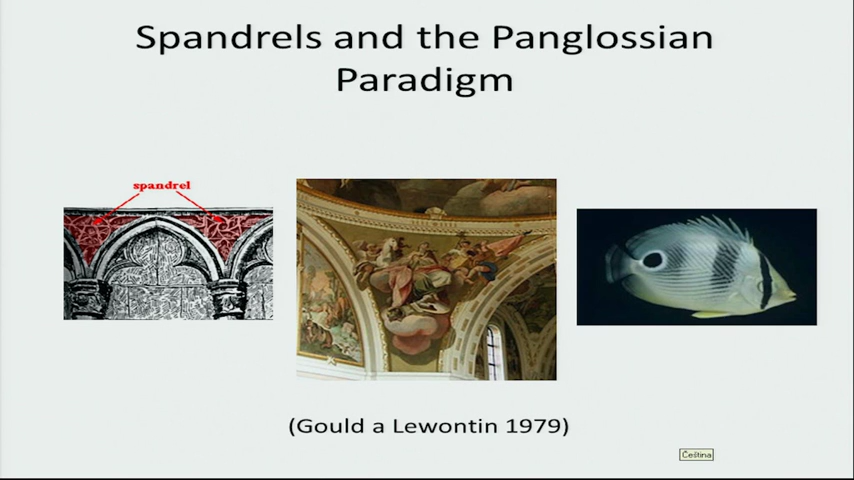 Spandrels and the Panglossian
Paradigm
spandrel
(Gould a Lewontin 1979)
Čeština